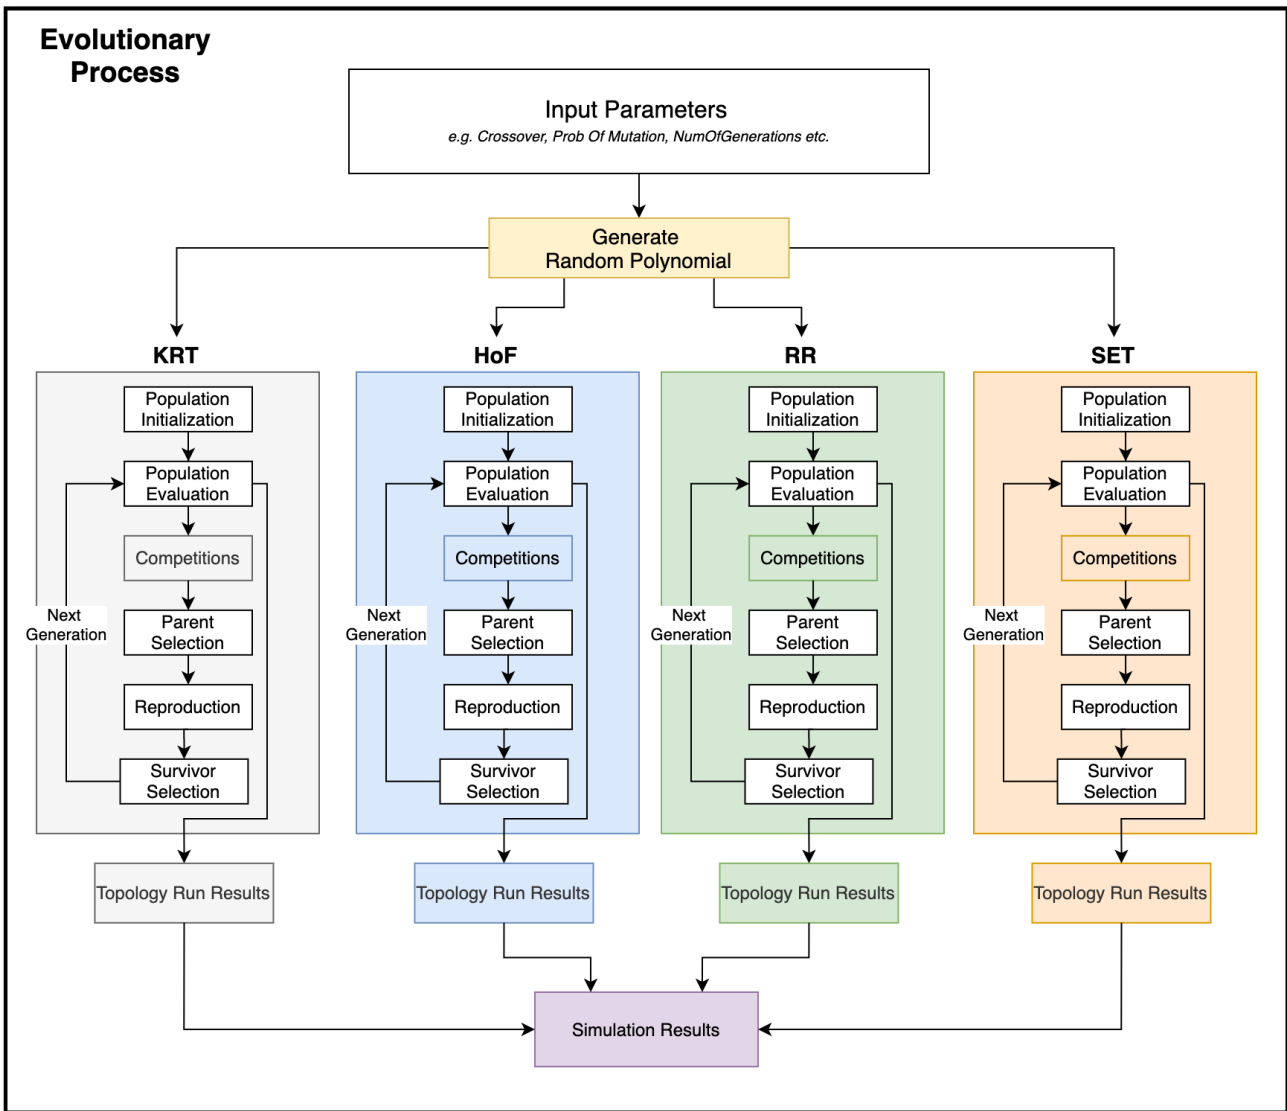 Evolutionary
Process
Input Parameters
e.g. Crossover, Prob Of Mutation, NumOfGenerations etc.
Generate
Random Polynomial
KRT
Population
Initialization
Population
Evaluation
Competitions
Next
Generation
Parent
Selection
Reproduction
Survivor
Selection
Topology Run Results
HoF
Population
Initialization
Population
Evaluation
Competitions
Next
Generation
Parent
Selection
Reproduction
Survivor
Selection
Topology Run Results
RR
Population
Initialization
Population
Evaluation
Competitions
Next
Generation
Parent
Selection
Reproduction
Survivor
Selection
Topology Run Results
SET
Population
Initialization
Population
Evaluation
Competitions
Next
Generation
Parent
Selection
Reproduction
Survivor
Selection
Topology Run Results
Simulation Results